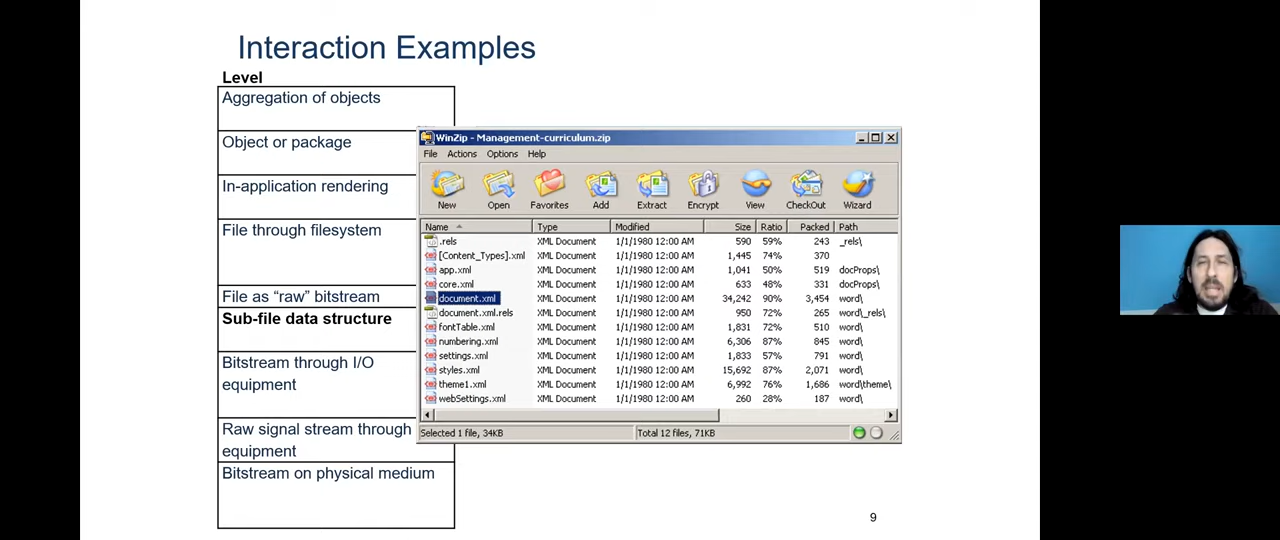 Interaction Examples
Level
Aggregation of objects
Object or package
In-application rendering
File through filesystem
File as “raw” bitstream
Sub-file data structure
Bitstream through I/O
equipment
Raw signal stream through
equipment
Bitstream on physical medium
WinZip - Management-curriculum.zip
File Actions Options Help
New Open Favorites Add Extract Encrypt View CheckOut Wizard
Name Type Modified Size Ratio Packed Path
.rels XML Document 1/1/1980 12:00 AM 590 59% 243 _rels\
[Content_Types].xml XML Document 1/1/1980 12:00 AM 1,445 74% 370
app.xml XML Document 1/1/1980 12:00 AM 1,041 50% 519 docProps\
core.xml XML Document 1/1/1980 12:00 AM 633 48% 331 docProps\
document.xml XML Document 1/1/1980 12:00 AM 34,242 90% 3,454 word\
document.xml.rels XML Document 1/1/1980 12:00 AM 950 72% 265 word\_rels\
fontTable.xml XML Document 1/1/1980 12:00 AM 1,831 72% 510 word\
numbering.xml XML Document 1/1/1980 12:00 AM 6,306 87% 845 word\
settings.xml XML Document 1/1/1980 12:00 AM 1,833 57% 791 word\
styles.xml XML Document 1/1/1980 12:00 AM 15,692 87% 2,071 word\
theme1.xml XML Document 1/1/1980 12:00 AM 6,992 76% 1,686 word\theme\
webSettings.xml XML Document 1/1/1980 12:00 AM 260 28% 187 word\
Selected 1 file, 34KB Total 12 files, 71KB
9